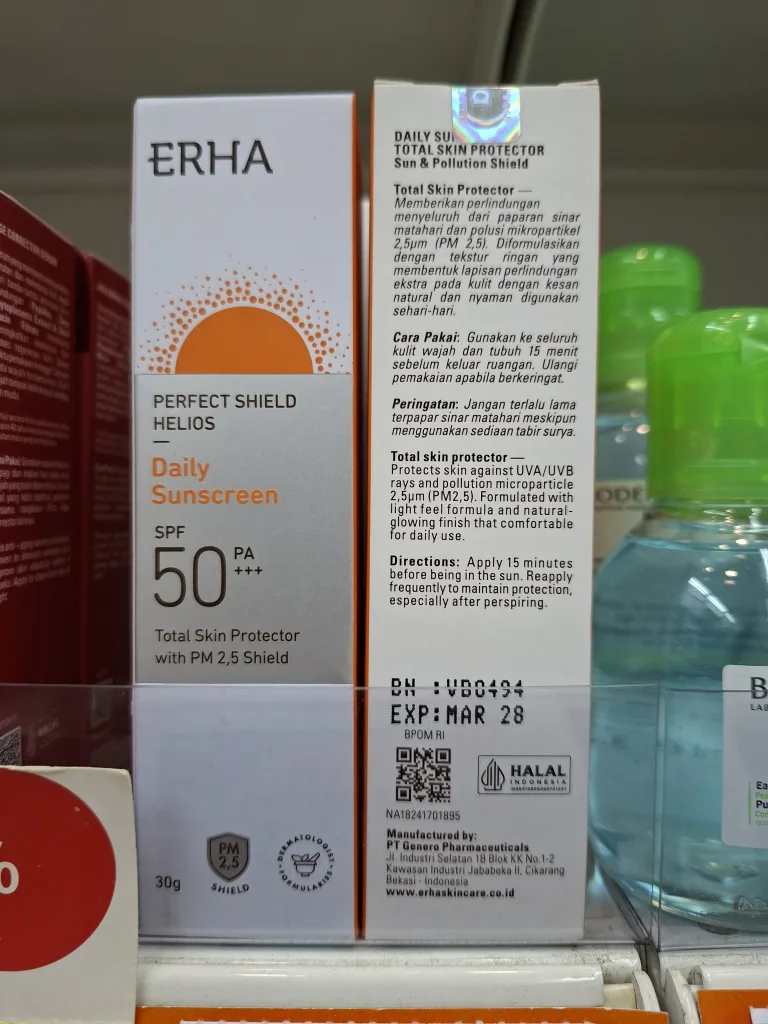 ERHA
PERFECT SHIELD
HELIOS
Daily
Sunscreen
SPF
50 PA
+++
Total Skin Protector
with PM 2,5 Shield
30g
PM
2,5
SHIELD
DERMATOLOGIST
FORMULARIES
DAILY
TOTAL SKIN PROTECTOR
Sun & Pollution Shield
Total Skin Protector —
Memberikan perlindungan
menyeluruh dari paparan sinar
matahari dan polusi mikropartikel
2,5µm (PM 2,5). Diformulasikan
dengan tekstur ringan yang
membentuk lapisan perlindungan
ekstra pada kulit dengan kesan
natural dan nyaman digunakan
sehari-hari.
Cara Pakai: Gunakan ke seluruh
kulit wajah dan tubuh 15 menit
sebelum keluar ruangan. Ulangi
pemakaian apabila berkeringat.
Peringatan: Jangan terlalu lama
terpapar sinar matahari meskipun
menggunakan sediaan tabir surya.
Total skin protector —
Protects skin against UVA/UVB
rays and pollution microparticle
2,5µm (PM2,5). Formulated with
light feel formula and natural-
glowing finish that comfortable
for daily use.
Directions: Apply 15 minutes
before being in the sun. Reapply
frequently to maintain protection,
especially after perspiring.
BN :VB0494
EXP:MAR 28
BPOM RI
HALAL
INDONESIA
NA18241701895
Manufactured by:
PT Genero Pharmaceuticals
Jl. Industri Selatan 1B Blok KK No.1-2
Kawasan Industri Jababeka II, Cikarang
Bekasi - Indonesia
www.erhaskincare.co.id
%